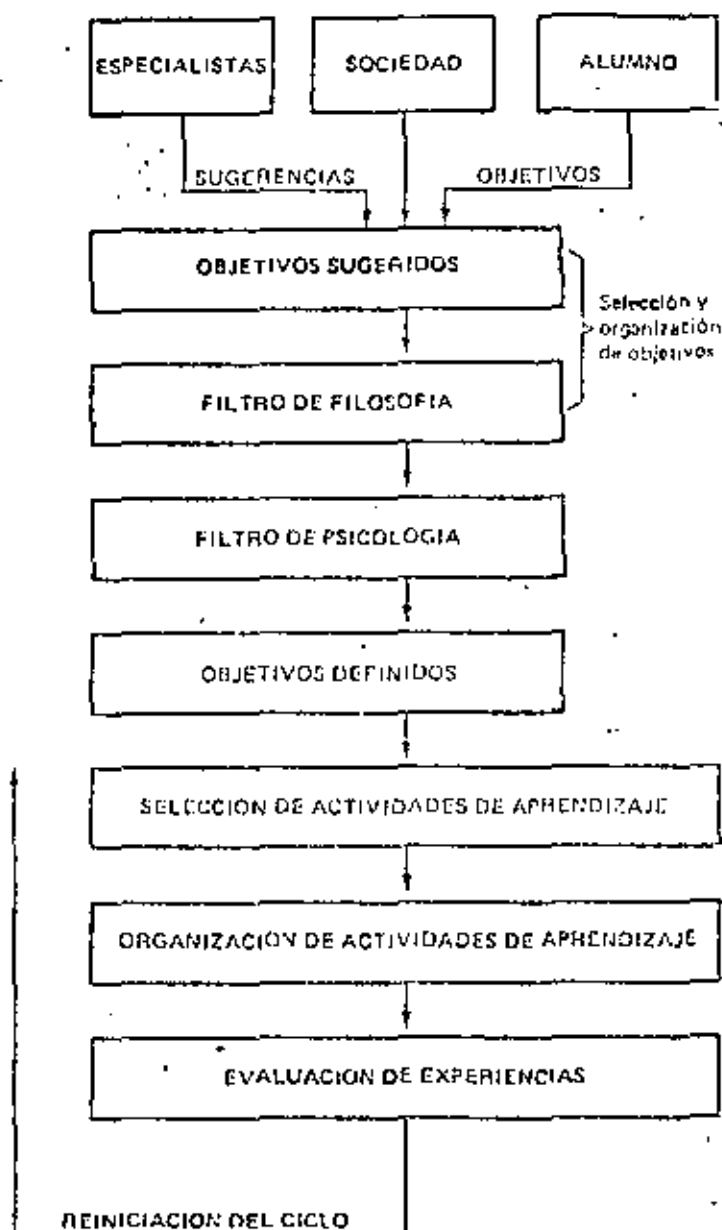 ESPECIALISTAS
SOCIEDAD
ALUMNO
SUGERENCIAS
OBJETIVOS
OBJETIVOS SUGERIDOS
Selección y
organización
de objetivos
FILTRO DE FILOSOFIA
FILTRO DE PSICOLOGIA
OBJETIVOS DEFINIDOS
SELECCION DE ACTIVIDADES DE APRENDIZAJE
ORGANIZACION DE ACTIVIDADES DE APRENDIZAJE
EVALUACION DE EXPERIENCIAS
REINICIACION DEL CICLO